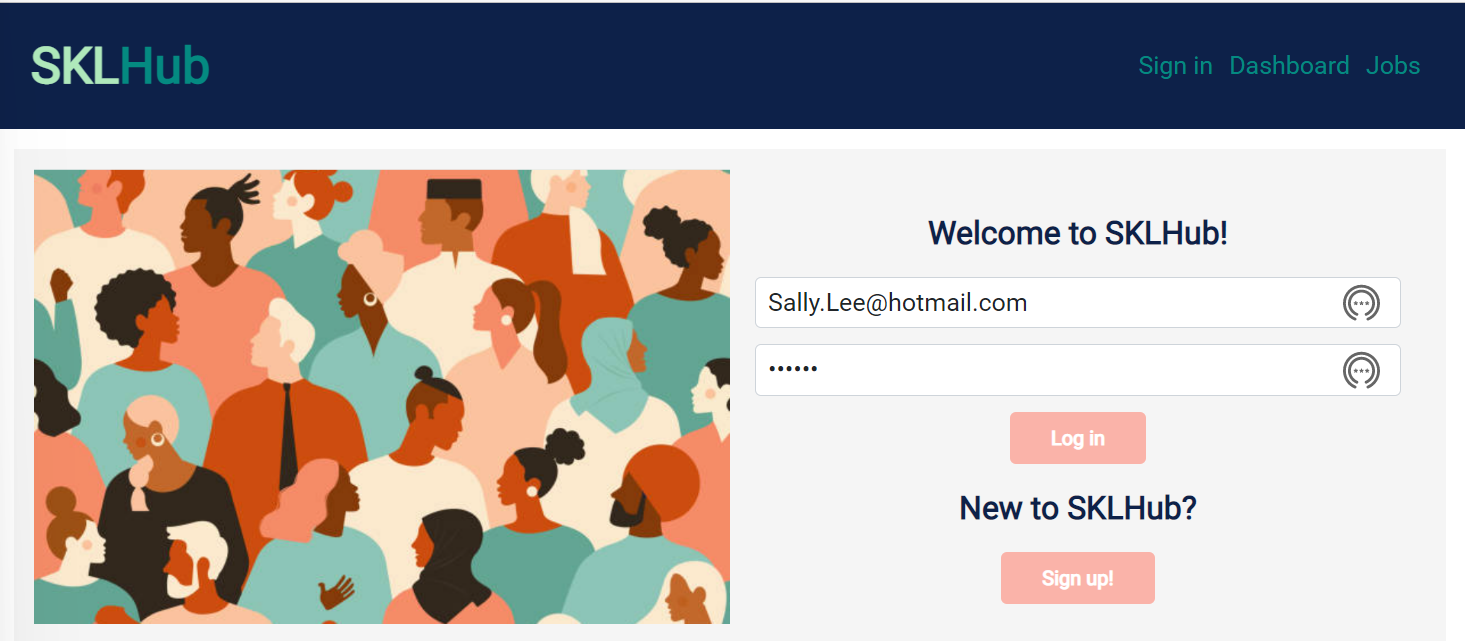 SKLHub
Sign in Dashboard Jobs
Welcome to SKLHub!
Sally.Lee@hotmail.com
••••••
Log in
New to SKLHub?
Sign up!